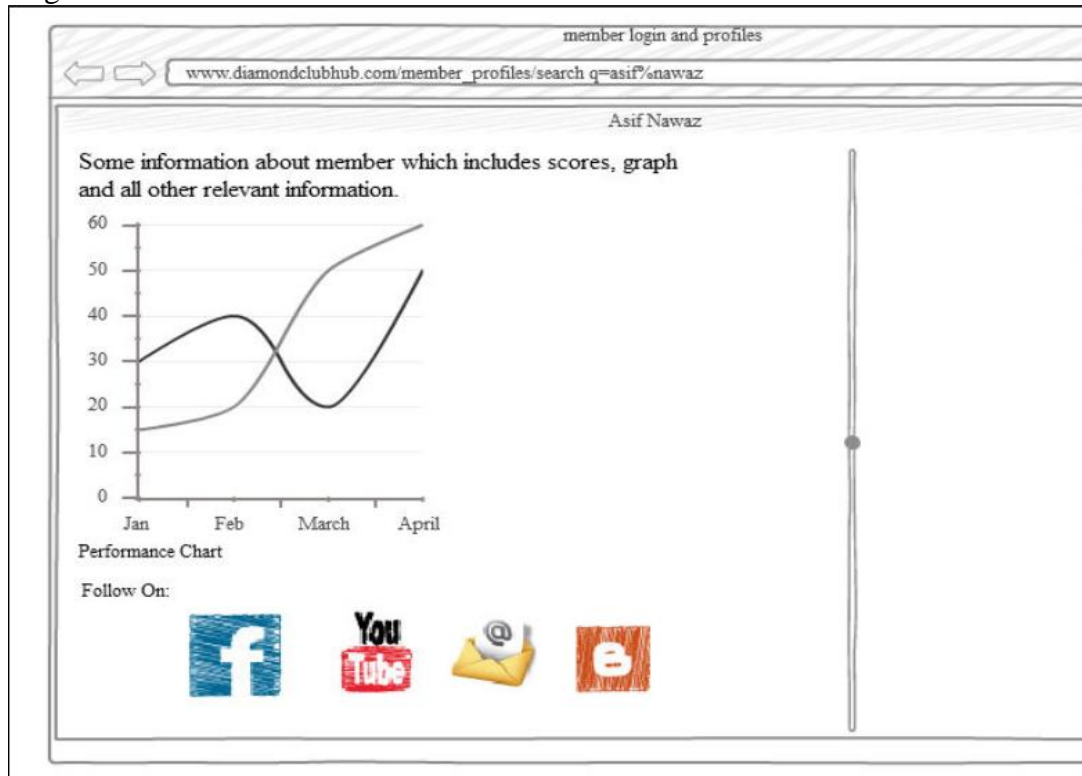 member login and profiles
www.diamondclubhub.com/member_profiles/search q=asif%nawaz
Asif Nawaz
Some information about member which includes scores, graph
and all other relevant information.
60
50
40
30
20
10
0
Jan Feb March April
Performance Chart
Follow On:
f You Tube @ B